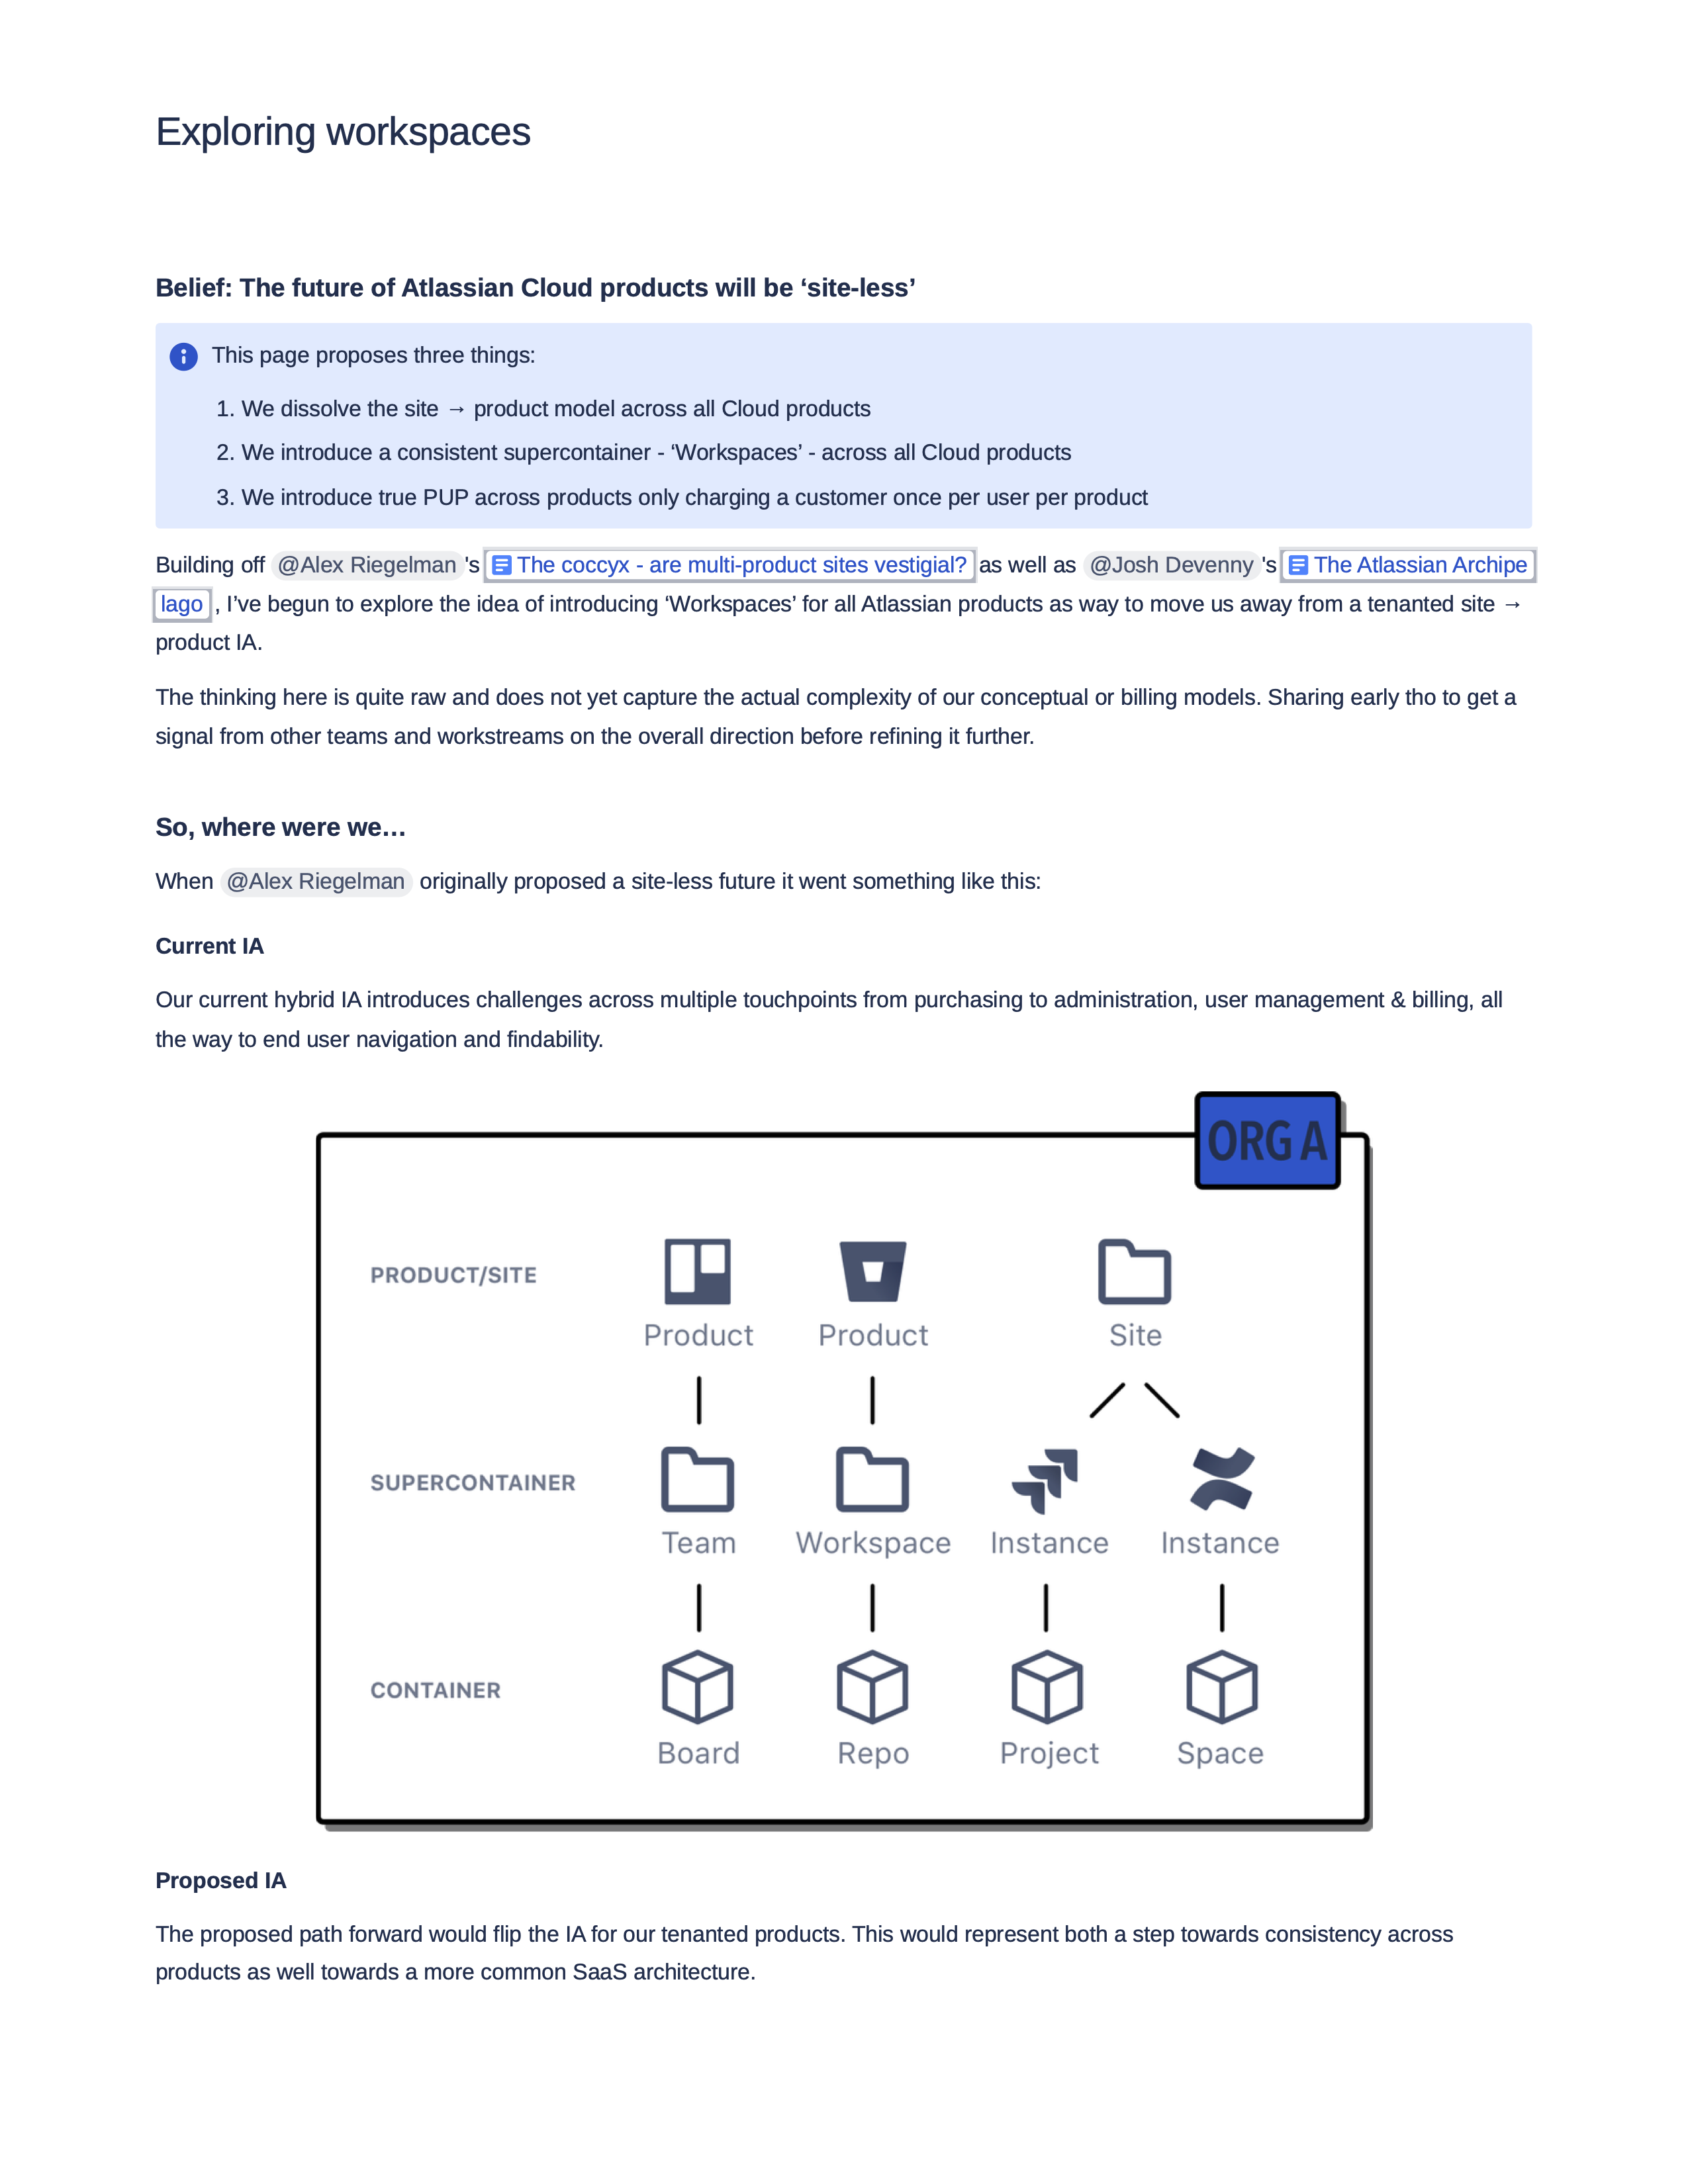 Exploring workspaces
Belief: The future of Atlassian Cloud products will be ‘site-less’
This page proposes three things:
1. We dissolve the site → product model across all Cloud products
2. We introduce a consistent supercontainer - ‘Workspaces’ - across all Cloud products
3. We introduce true PUP across products only charging a customer once per user per product
Building off @Alex Riegelman 's The coccyx - are multi-product sites vestigial? as well as @Josh Devenny 's The Atlassian Archipe
lago , I’ve begun to explore the idea of introducing ‘Workspaces’ for all Atlassian products as way to move us away from a tenanted site →
product IA.
The thinking here is quite raw and does not yet capture the actual complexity of our conceptual or billing models. Sharing early tho to get a
signal from other teams and workstreams on the overall direction before refining it further.
So, where were we…
When @Alex Riegelman originally proposed a site-less future it went something like this:
Current IA
Our current hybrid IA introduces challenges across multiple touchpoints from purchasing to administration, user management & billing, all
the way to end user navigation and findability.
ORG A
PRODUCT/SITE
Product Product Site
SUPERCONTAINER
Team Workspace Instance Instance
CONTAINER
Board Repo Project Space
Proposed IA
The proposed path forward would flip the IA for our tenanted products. This would represent both a step towards consistency across
products as well towards a more common SaaS architecture.